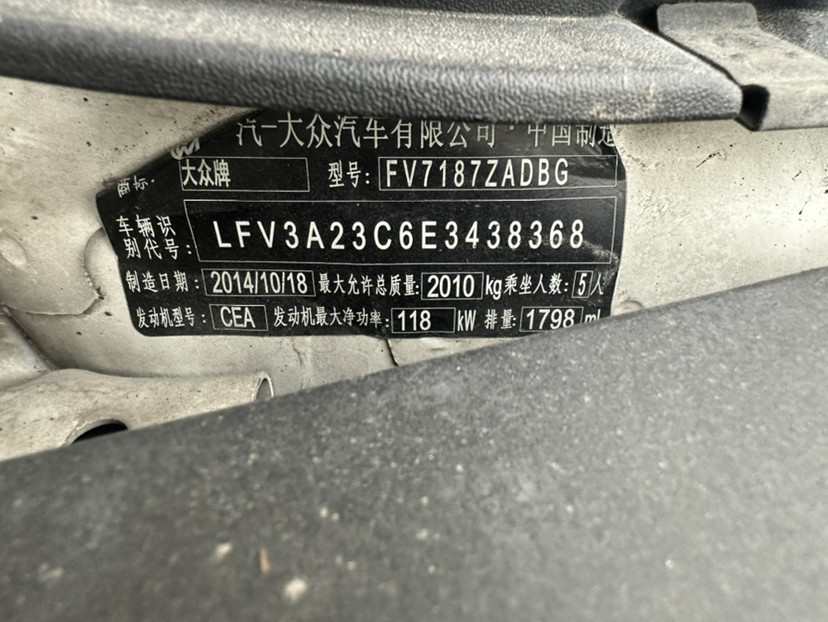 汽-大众汽车有限公司·中国制造
商标: 大众牌 型号: FV7187ZADBG
车辆识别代号: LFV3A23C6E3438368
制造日期: 2014/10/18 最大允许总质量: 2010 kg 乘坐人数: 5 人
发动机型号: CEA 发动机最大净功率: 118 kW 排量: 1798 ml